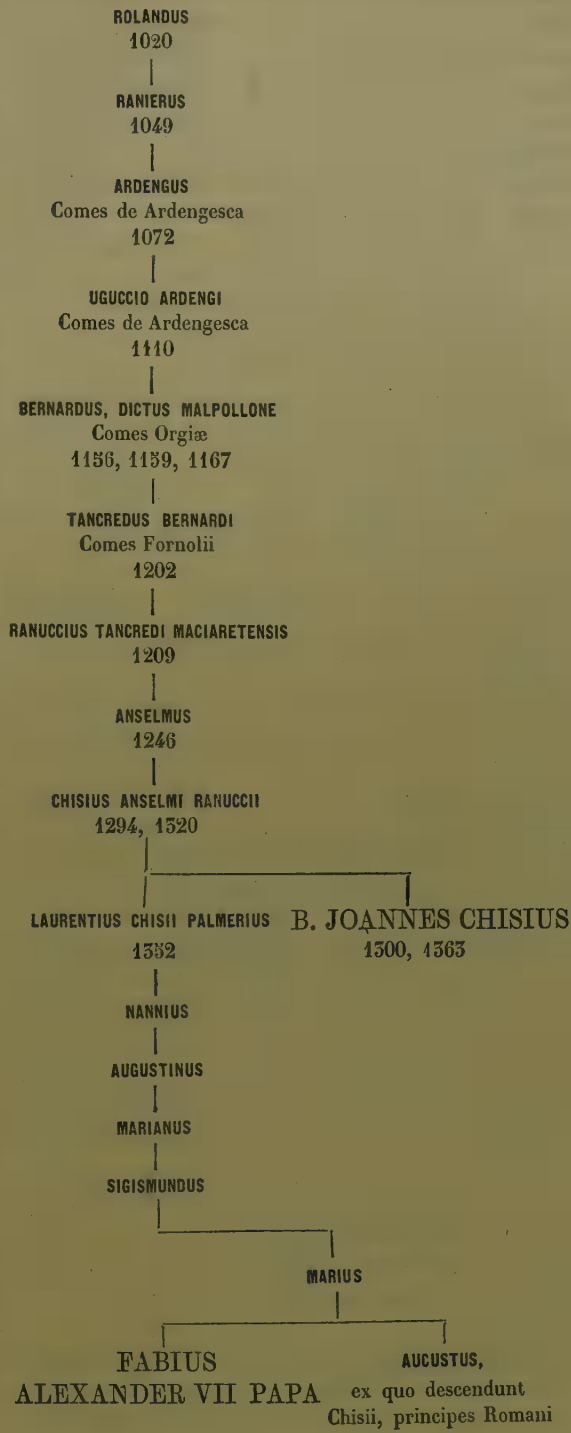 ROLANDUS
1020
RANIERUS
1049
ARDENGUS
Comes de Ardengesca
1072
UGUCCIO ARDENGI
Comes de Ardengesca
1110
BERNARDUS, DICTUS MALPOLLONE
Comes Orgiæ
1156, 1159, 1167
TANCREDUS BERNARDI
Comes Fornolii
1202
RANUCCIUS TANCREDI MACIARETENSIS
1209
ANSELMUS
1246
CHISIUS ANSELMI RANUCCII
1294, 1320
LAURENTIUS CHISII PALMERIUS
1352
B. JOANNES CHISIUS
1300, 1363
NANNIUS
AUGUSTINUS
MARIANUS
SIGISMUNDUS
MARIUS
FABIUS
ALEXANDER VII PAPA
AUCUSTUS,
ex quo descendunt
Chisii, principes Romani